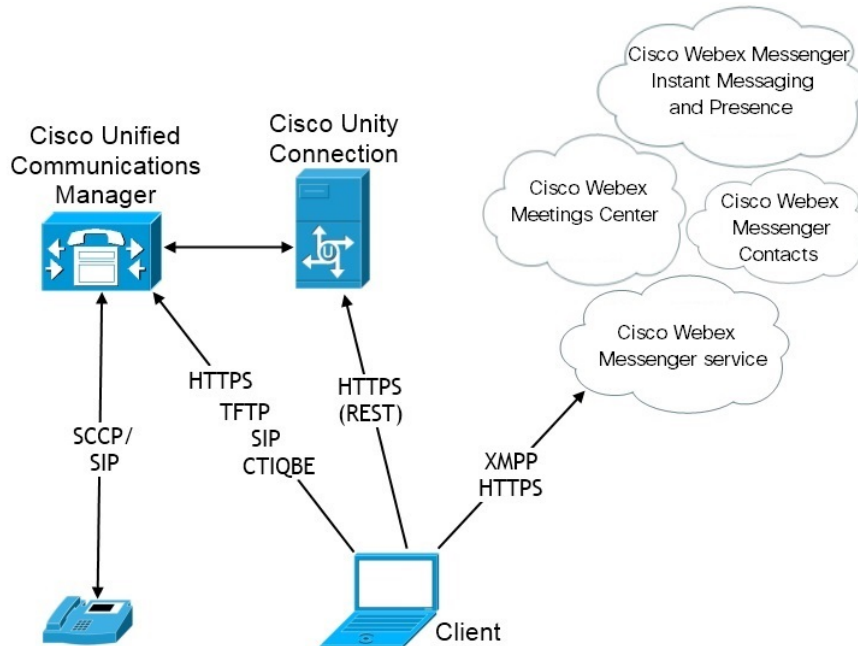 Cisco Unified
Communications
Manager
Cisco Unity
Connection
U
Cisco Webex Messenger
Instant Messaging
and Presence
Cisco Webex
Meetings Center
Cisco Webex
Messenger
Contacts
Cisco Webex
Messenger service
HTTPS
TFTP
SIP
CTIQBE
HTTPS
(REST)
SCCP/
SIP
XMPP
HTTPS
Client